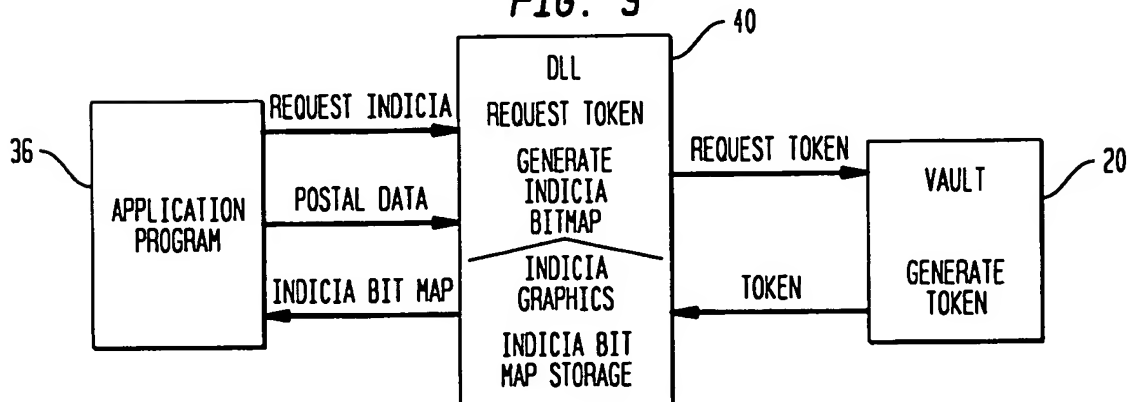 FIG. 3
40
DLL
REQUEST TOKEN
GENERATE
INDICIA
BITMAP
INDICIA
GRAPHICS
INDICIA BIT
MAP STORAGE
36
APPLICATION
PROGRAM
REQUEST INDICIA
POSTAL DATA
INDICIA BIT MAP
REQUEST TOKEN
TOKEN
20
VAULT
GENERATE
TOKEN